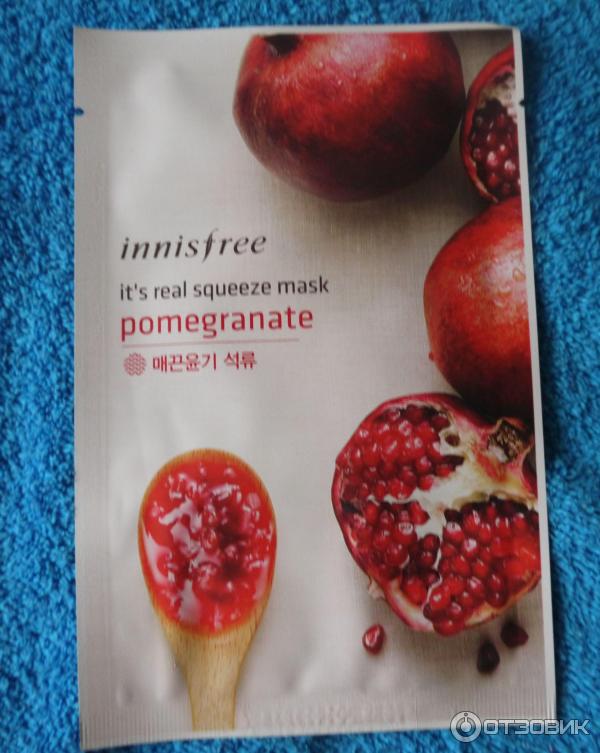 innisfree
it's real squeeze mask
pomegranate
매끈윤기 석류
ОТЗОВИК